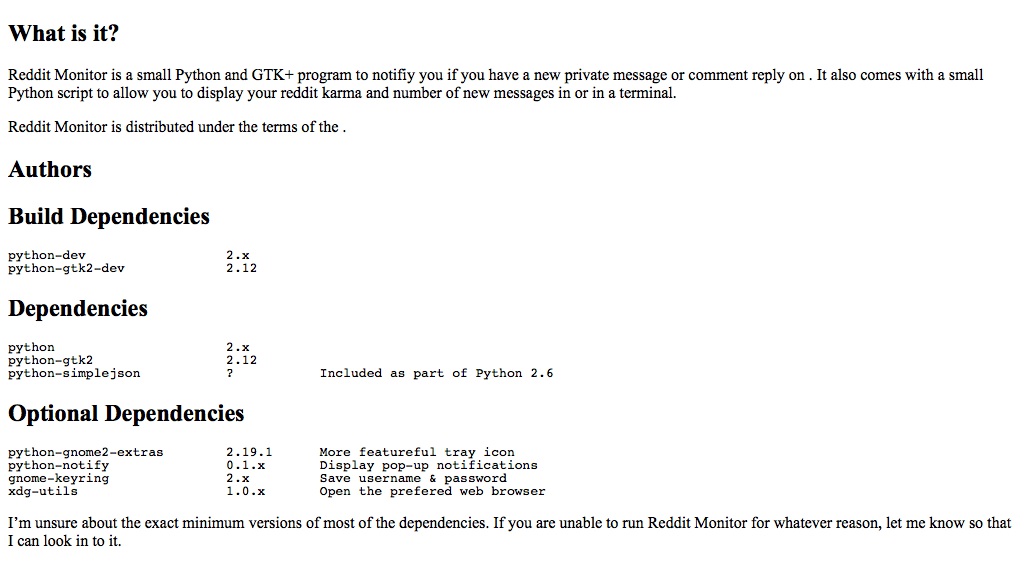 What is it?
Reddit Monitor is a small Python and GTK+ program to notifiy you if you have a new private message or comment reply on . It also comes with a small
Python script to allow you to display your reddit karma and number of new messages in or in a terminal.
Reddit Monitor is distributed under the terms of the .
Authors
Build Dependencies
python-dev 2.x
python-gtk2-dev 2.12
Dependencies
python 2.x
python-gtk2 2.12
python-simplejson ? Included as part of Python 2.6
Optional Dependencies
python-gnome2-extras 2.19.1 More featureful tray icon
python-notify 0.1.x Display pop-up notifications
gnome-keyring 2.x Save username & password
xdg-utils 1.0.x Open the prefered web browser
I’m unsure about the exact minimum versions of most of the dependencies. If you are unable to run Reddit Monitor for whatever reason, let me know so that
I can look in to it.